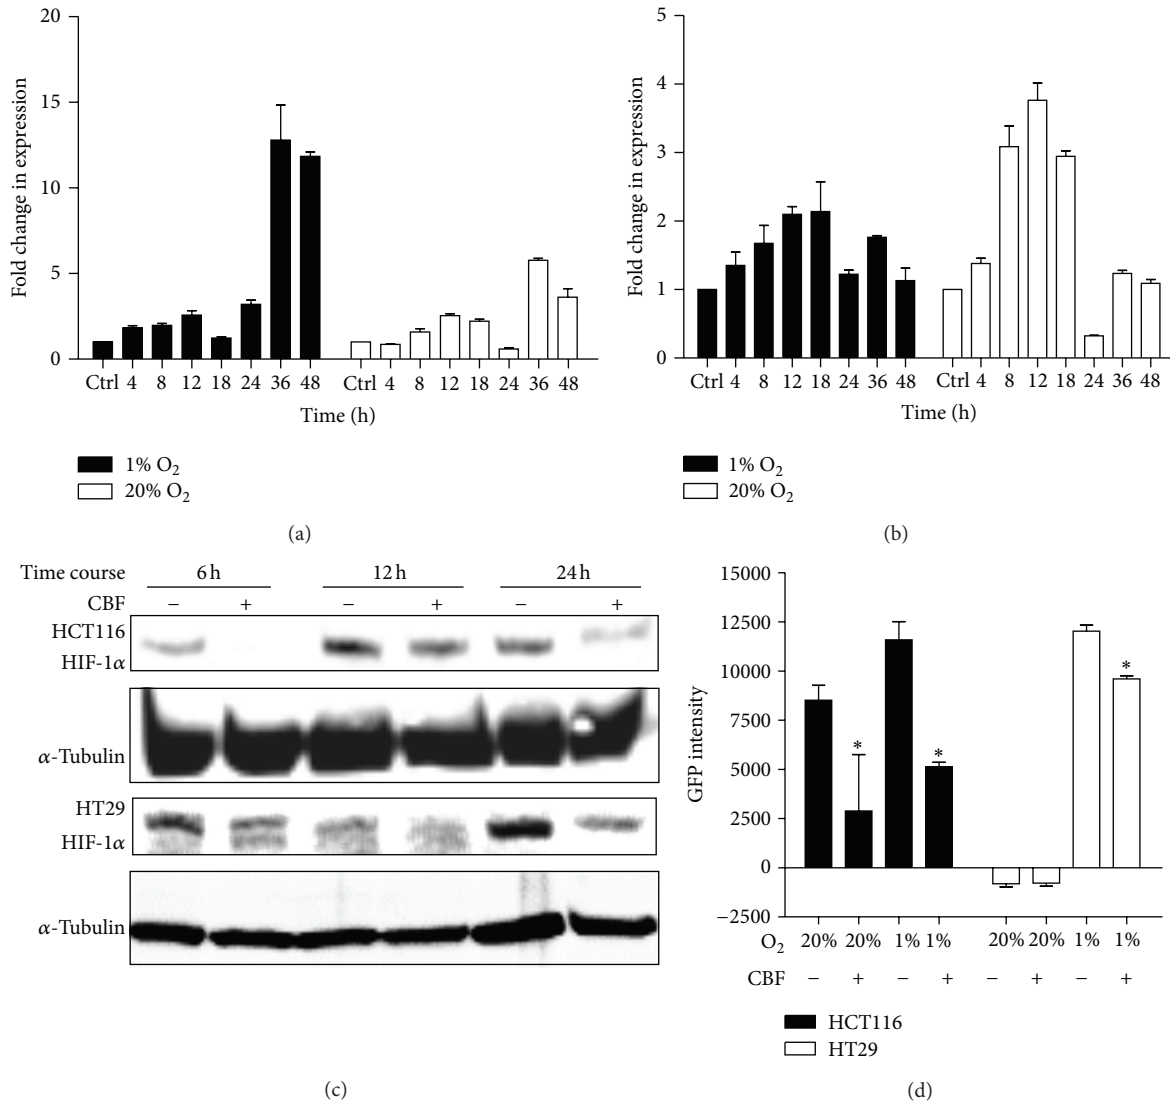 20
15
10
5
0
Fold change in expression
Ctrl 4 8 12 18 24 36 48 Ctrl 4 8 12 18 24 36 48
Time (h)
1% O₂
20% O₂
(a)
5
4
3
2
1
0
Fold change in expression
Ctrl 4 8 12 18 24 36 48 Ctrl 4 8 12 18 24 36 48
Time (h)
1% O₂
20% O₂
(b)
Time course 6 h 12 h 24 h
CBF − + − + − +
HCT116
HIF-1α
α-Tubulin
HT29
HIF-1α
α-Tubulin
(c)
15000
12500
10000
7500
5000
2500
0
−2500
GFP intensity
* * *
O₂ 20% 20% 1% 1% 20% 20% 1% 1%
CBF − + − + − + − +
HCT116
HT29
(d)